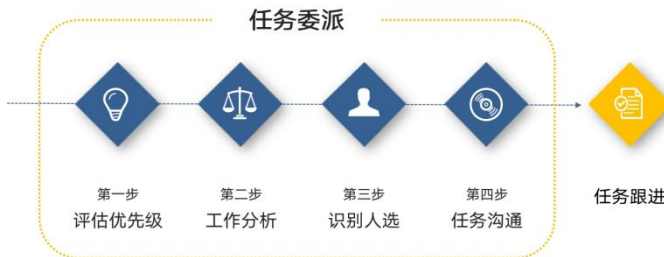 任务委派
第一步
评估优先级
第二步
工作分析
第三步
识别人选
第四步
任务沟通
任务跟进